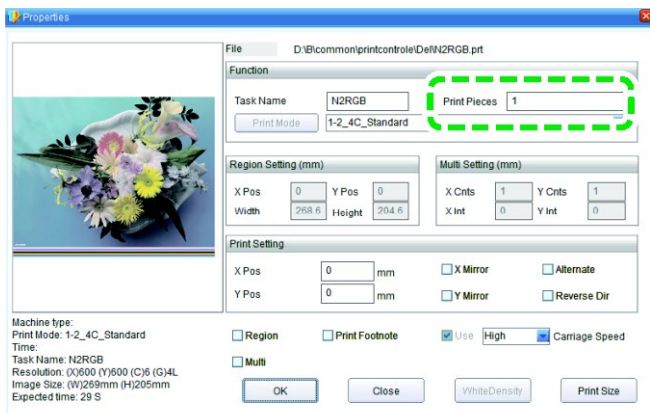 Properties
File D:\B\common\printcontrole\Del\N2RGB.prt
Function
Task Name N2RGB Print Pieces 1
Print Mode 1-2_4C_Standard
Region Setting (mm) Multi Setting (mm)
X Pos 0 Y Pos 0 X Cnts 1 Y Cnts 1
Width 268.6 Height 204.6 X Int 0 Y Int 0
Print Setting
X Pos 0 mm X Mirror Alternate
Y Pos 0 mm Y Mirror Reverse Dir
Machine type:
Print Mode: 1-2_4C_Standard
Time:
Task Name: N2RGB
Resolution: (X)600 (Y)600 (C)6 (G)4L
Image Size: (W)269mm (H)205mm
Expected time: 29 S
Region Print Footnote Use High Carriage Speed
Multi
OK Close WhiteDensity Print Size